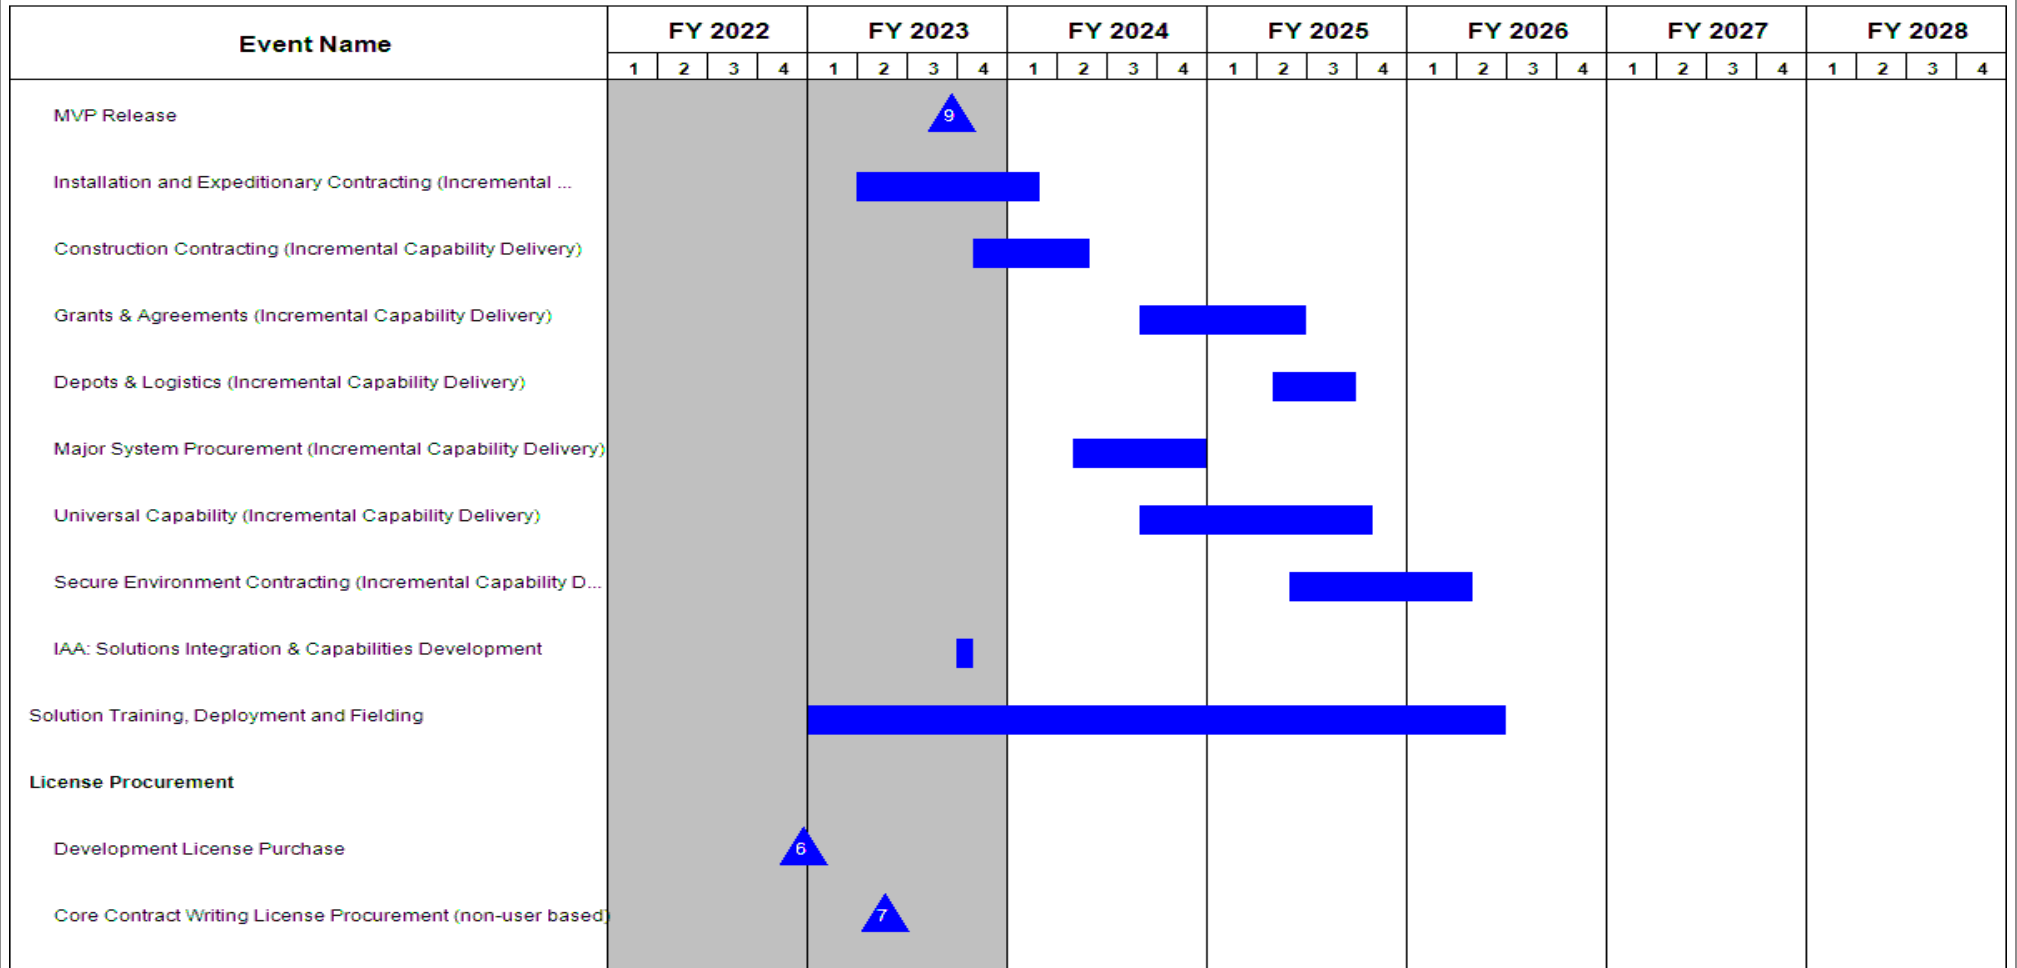 Event Name FY 2022 FY 2023 FY 2024 FY 2025 FY 2026 FY 2027 FY 2028
1 2 3 4 1 2 3 4 1 2 3 4 1 2 3 4 1 2 3 4 1 2 3 4 1 2 3 4
MVP Release 9
Installation and Expeditionary Contracting (Incremental ...
Construction Contracting (Incremental Capability Delivery)
Grants & Agreements (Incremental Capability Delivery)
Depots & Logistics (Incremental Capability Delivery)
Major System Procurement (Incremental Capability Delivery)
Universal Capability (Incremental Capability Delivery)
Secure Environment Contracting (Incremental Capability D...
IAA: Solutions Integration & Capabilities Development
Solution Training, Deployment and Fielding
License Procurement
Development License Purchase 6
Core Contract Writing License Procurement (non-user based) 7